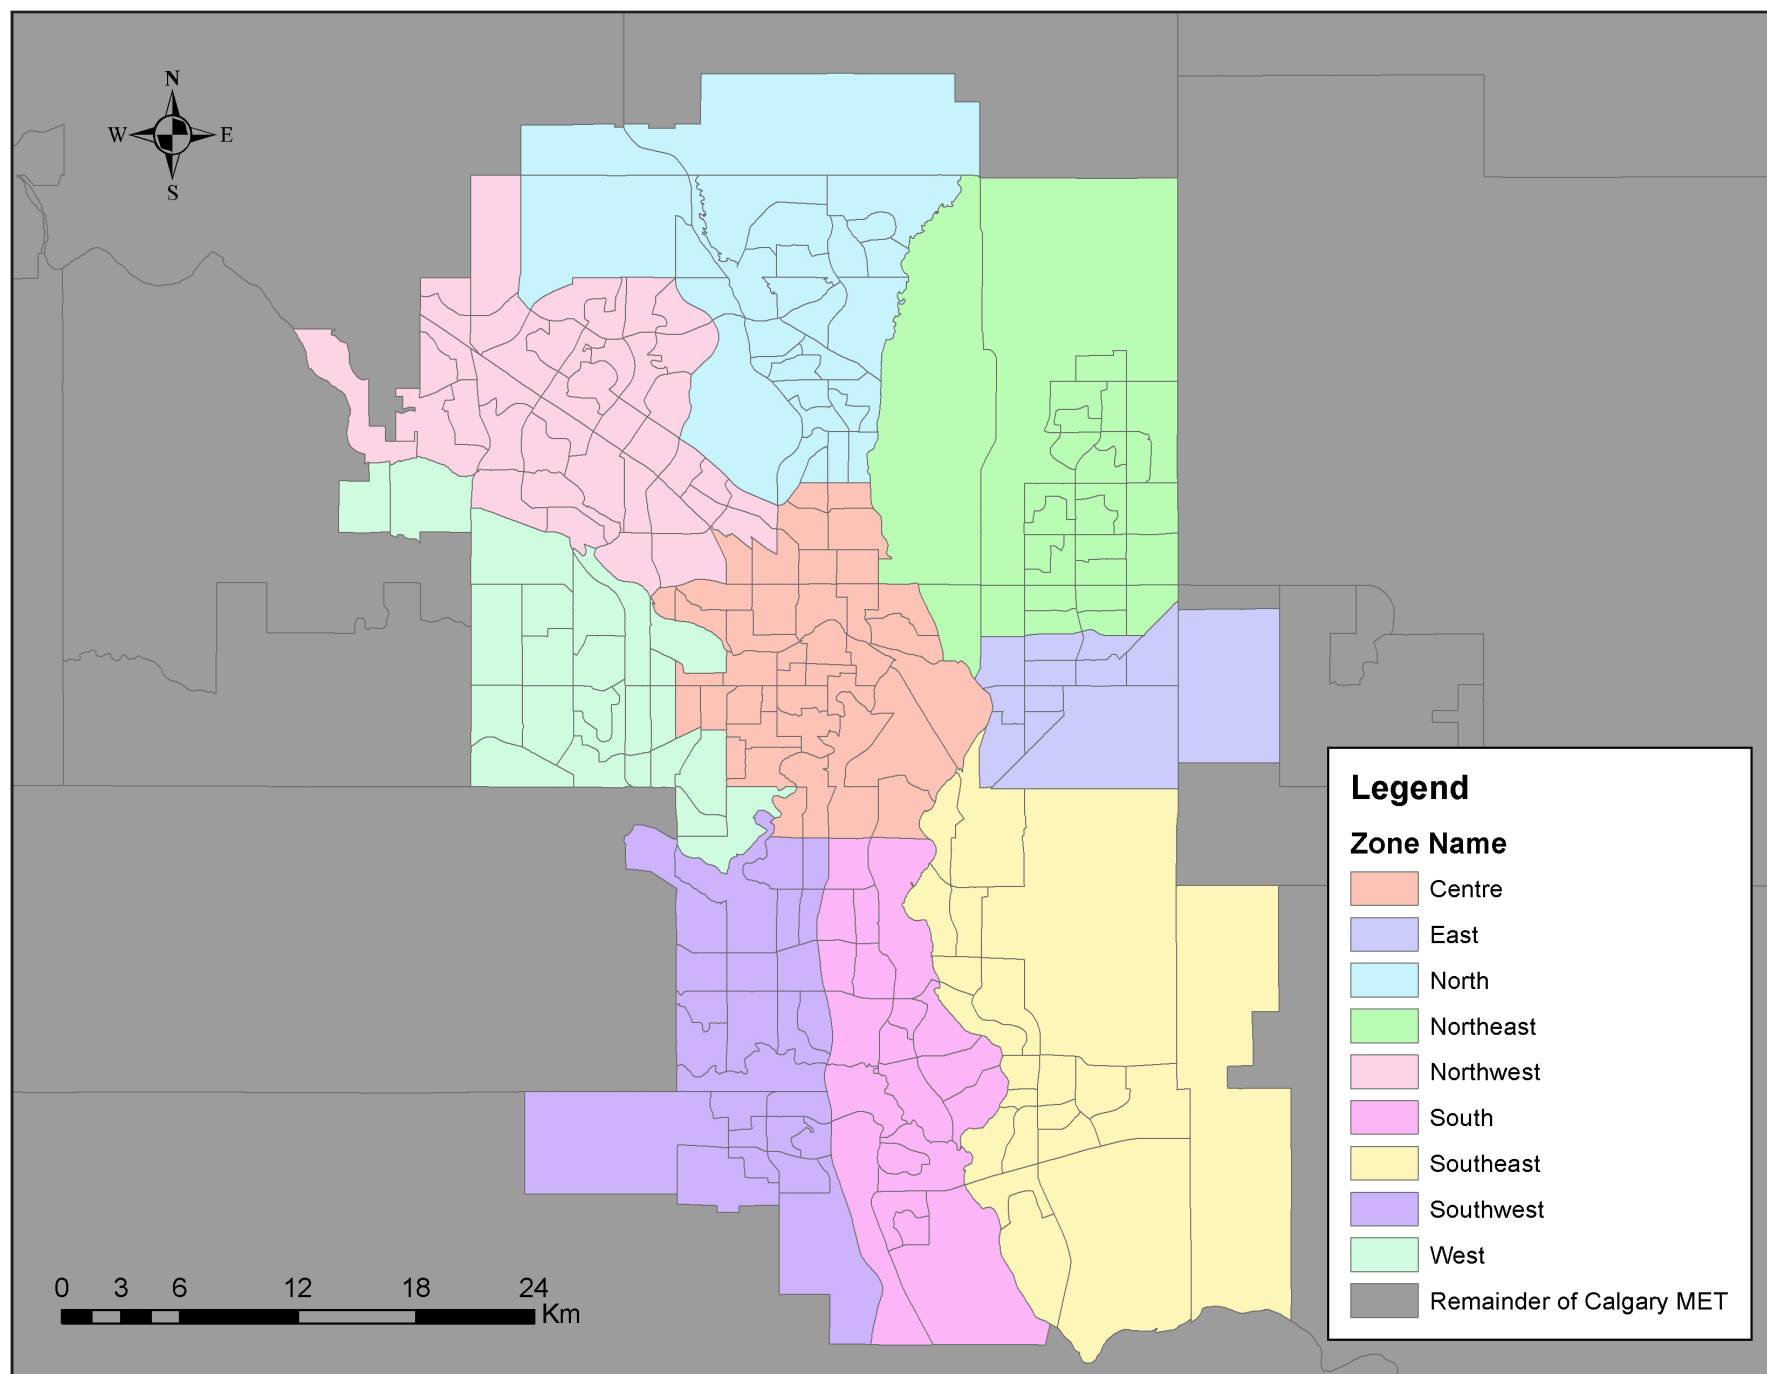 N
W E
S
Legend
Zone Name
Centre
East
North
Northeast
Northwest
South
Southeast
Southwest
West
Remainder of Calgary MET
0 3 6 12 18 24
Km